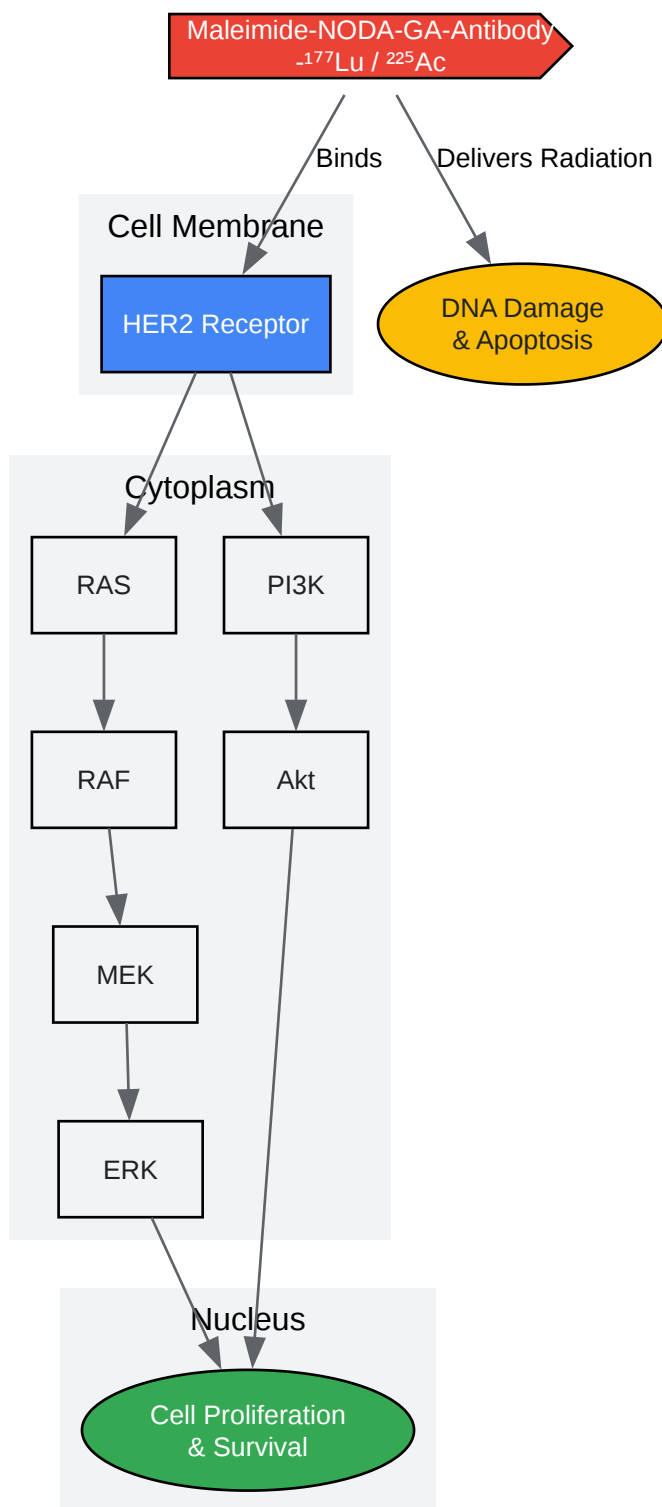 Maleimide-NODA-GA-Antibody
-¹⁷⁷Lu / ²²⁵Ac
Binds
Delivers Radiation
Cell Membrane
HER2 Receptor
DNA Damage
& Apoptosis
Cytoplasm
RAS
PI3K
RAF
Akt
MEK
ERK
Nucleus
Cell Proliferation
& Survival